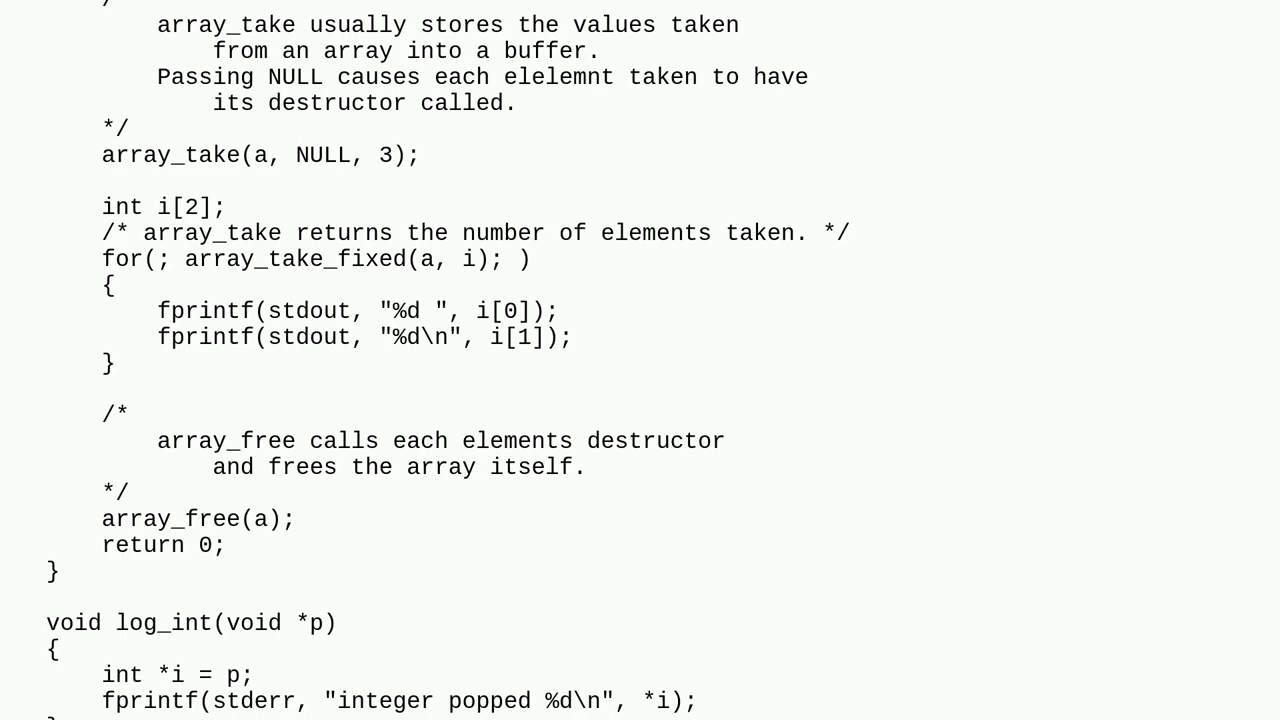 array_take usually stores the values taken
from an array into a buffer.
Passing NULL causes each elelemnt taken to have
its destructor called.
*/
array_take(a, NULL, 3);
int i[2];
/* array_take returns the number of elements taken. */
for(; array_take_fixed(a, i); )
{
fprintf(stdout, "%d ", i[0]);
fprintf(stdout, "%d\n", i[1]);
}
/*
array_free calls each elements destructor
and frees the array itself.
*/
array_free(a);
return 0;
}
void log_int(void *p)
{
int *i = p;
fprintf(stderr, "integer popped %d\n", *i);